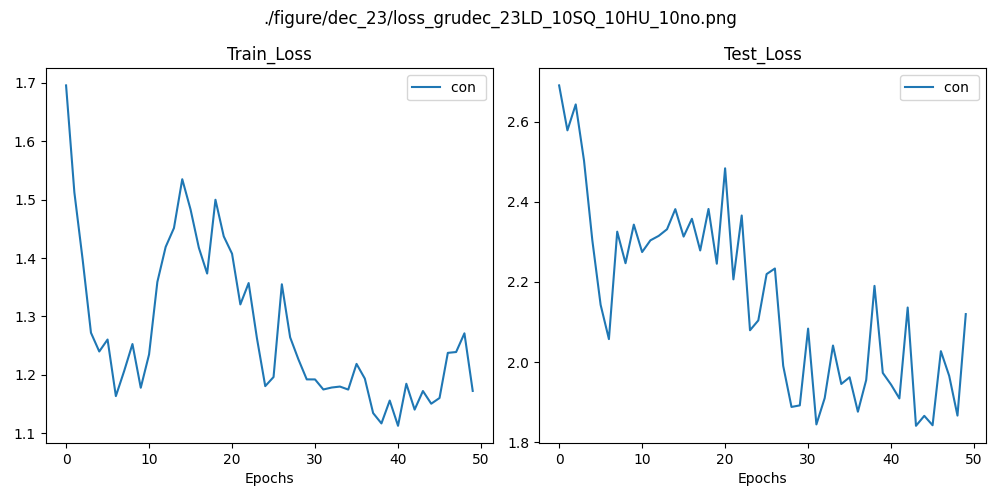 ./figure/dec_23/loss_grudec_23LD_10SQ_10HU_10no.png
Train_Loss
con
1.7
1.6
1.5
1.4
1.3
1.2
1.1
0 10 20 30 40 50
Epochs
Test_Loss
con
2.6
2.4
2.2
2.0
1.8
0 10 20 30 40 50
Epochs